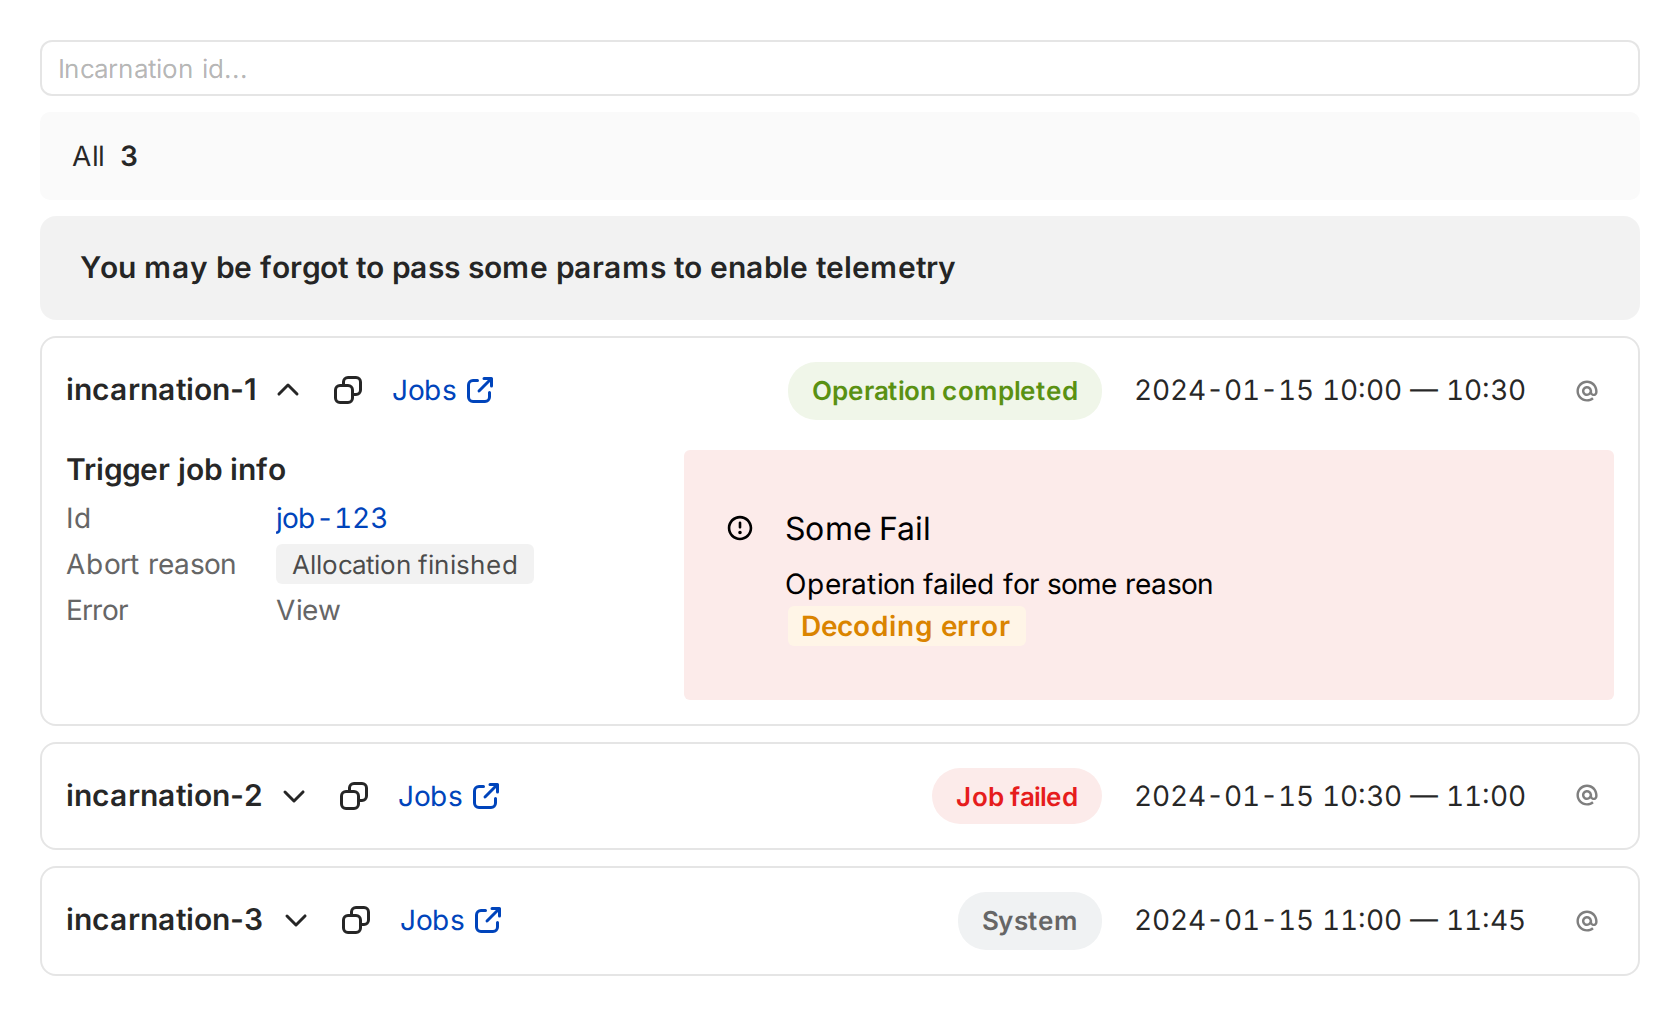 Incarnation id...
All 3
You may be forgot to pass some params to enable telemetry
incarnation-1 Jobs Operation completed 2024-01-15 10:00 — 10:30 @
Trigger job info
Id job-123
Abort reason Allocation finished
Error View
Some Fail
Operation failed for some reason
Decoding error
incarnation-2 Jobs Job failed 2024-01-15 10:30 — 11:00 @
incarnation-3 Jobs System 2024-01-15 11:00 — 11:45 @